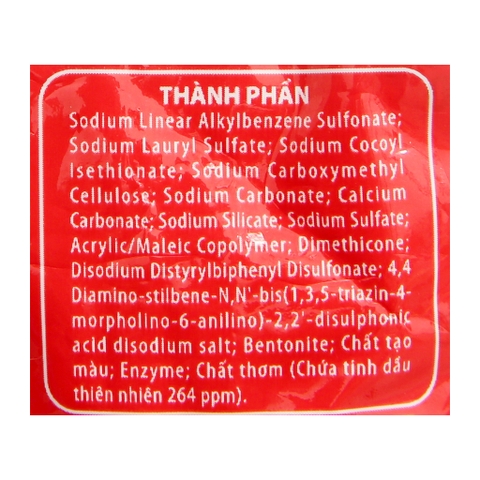 THÀNH PHẦN
Sodium Linear Alkylbenzene Sulfonate;
Sodium Lauryl Sulfate; Sodium Cocoyl
Isethionate; Sodium Carboxymethyl
Cellulose; Sodium Carbonate; Calcium
Carbonate; Sodium Silicate; Sodium Sulfate;
Acrylic/Maleic Copolymer; Dimethicone;
Disodium Distyrylbiphenyl Disulfonate; 4,4
Diamino-stilbene-N,N'-bis(1,3,5-triazin-4-
morpholino-6-anilino)-2,2'-disulphonic
acid disodium salt; Bentonite; Chất tạo
màu; Enzyme; Chất thơm (Chứa tinh dầu
thiên nhiên 264 ppm).